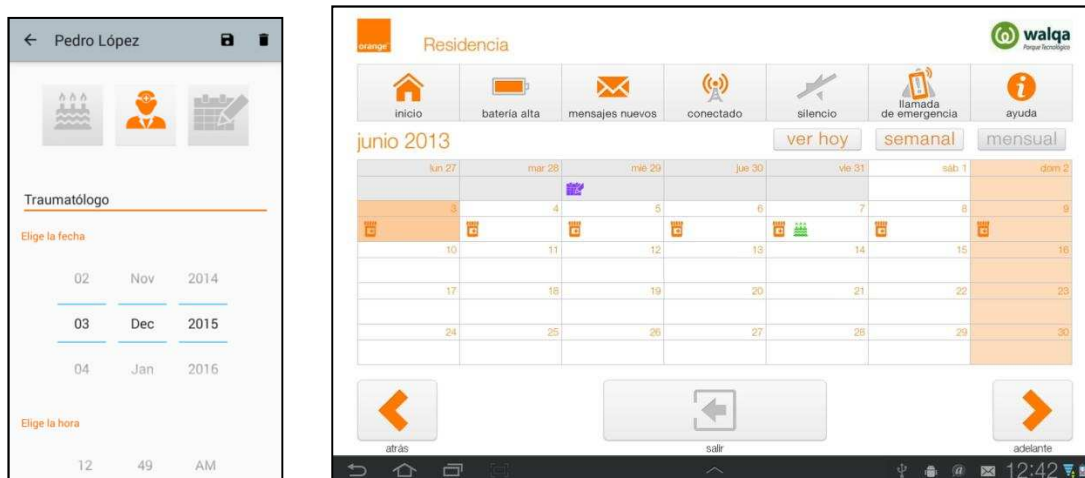 Pedro López
Traumatólogo
Elige la fecha
02 Nov 2014
03 Dec 2015
04 Jan 2016
Elige la hora
12 49 AM
orange
Residencia
walqa
Parque Tecnológico
inicio
batería alta
mensajes nuevos
conectado
silencio
llamada
de emergencia
ayuda
junio 2013
ver hoy
semanal
mensual
lun 27 mar 28 mié 29 jue 30 vie 31 sáb 1 dom 2
3 4 5 6 7 8 9
10 11 12 13 14 15 16
17 18 19 20 21 22 23
24 25 26 27 28 29 30
atrás
salir
adelante
12:42